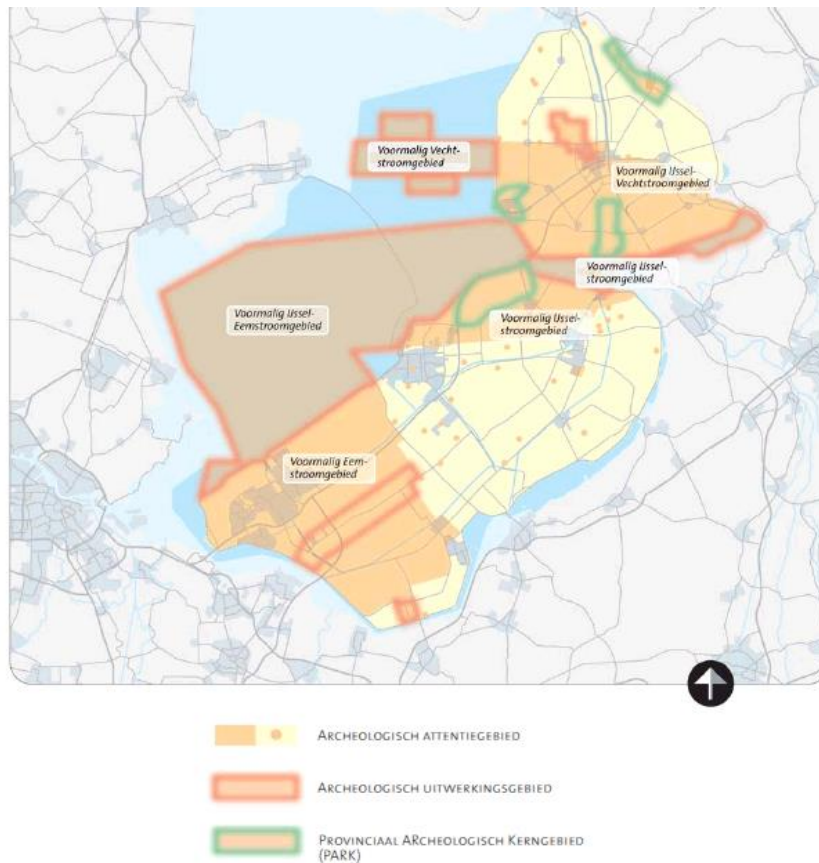 Voormalig Vecht-
stroomgebied
Voormalig IJssel-
Vechtstroomgebied
Voormalig IJssel-
stroomgebied
Voormalig IJssel-
Eemstroomgebied
Voormalig IJssel-
stroomgebied
Voormalig Eem-
stroomgebied
ARCHEOLOGISCH ATTENTIEGEBIED
ARCHEOLOGISCH UITWERKINGSGEBIED
PROVINCIAAL ARCHEOLOGISCH KERNGEBIED
(PARK)